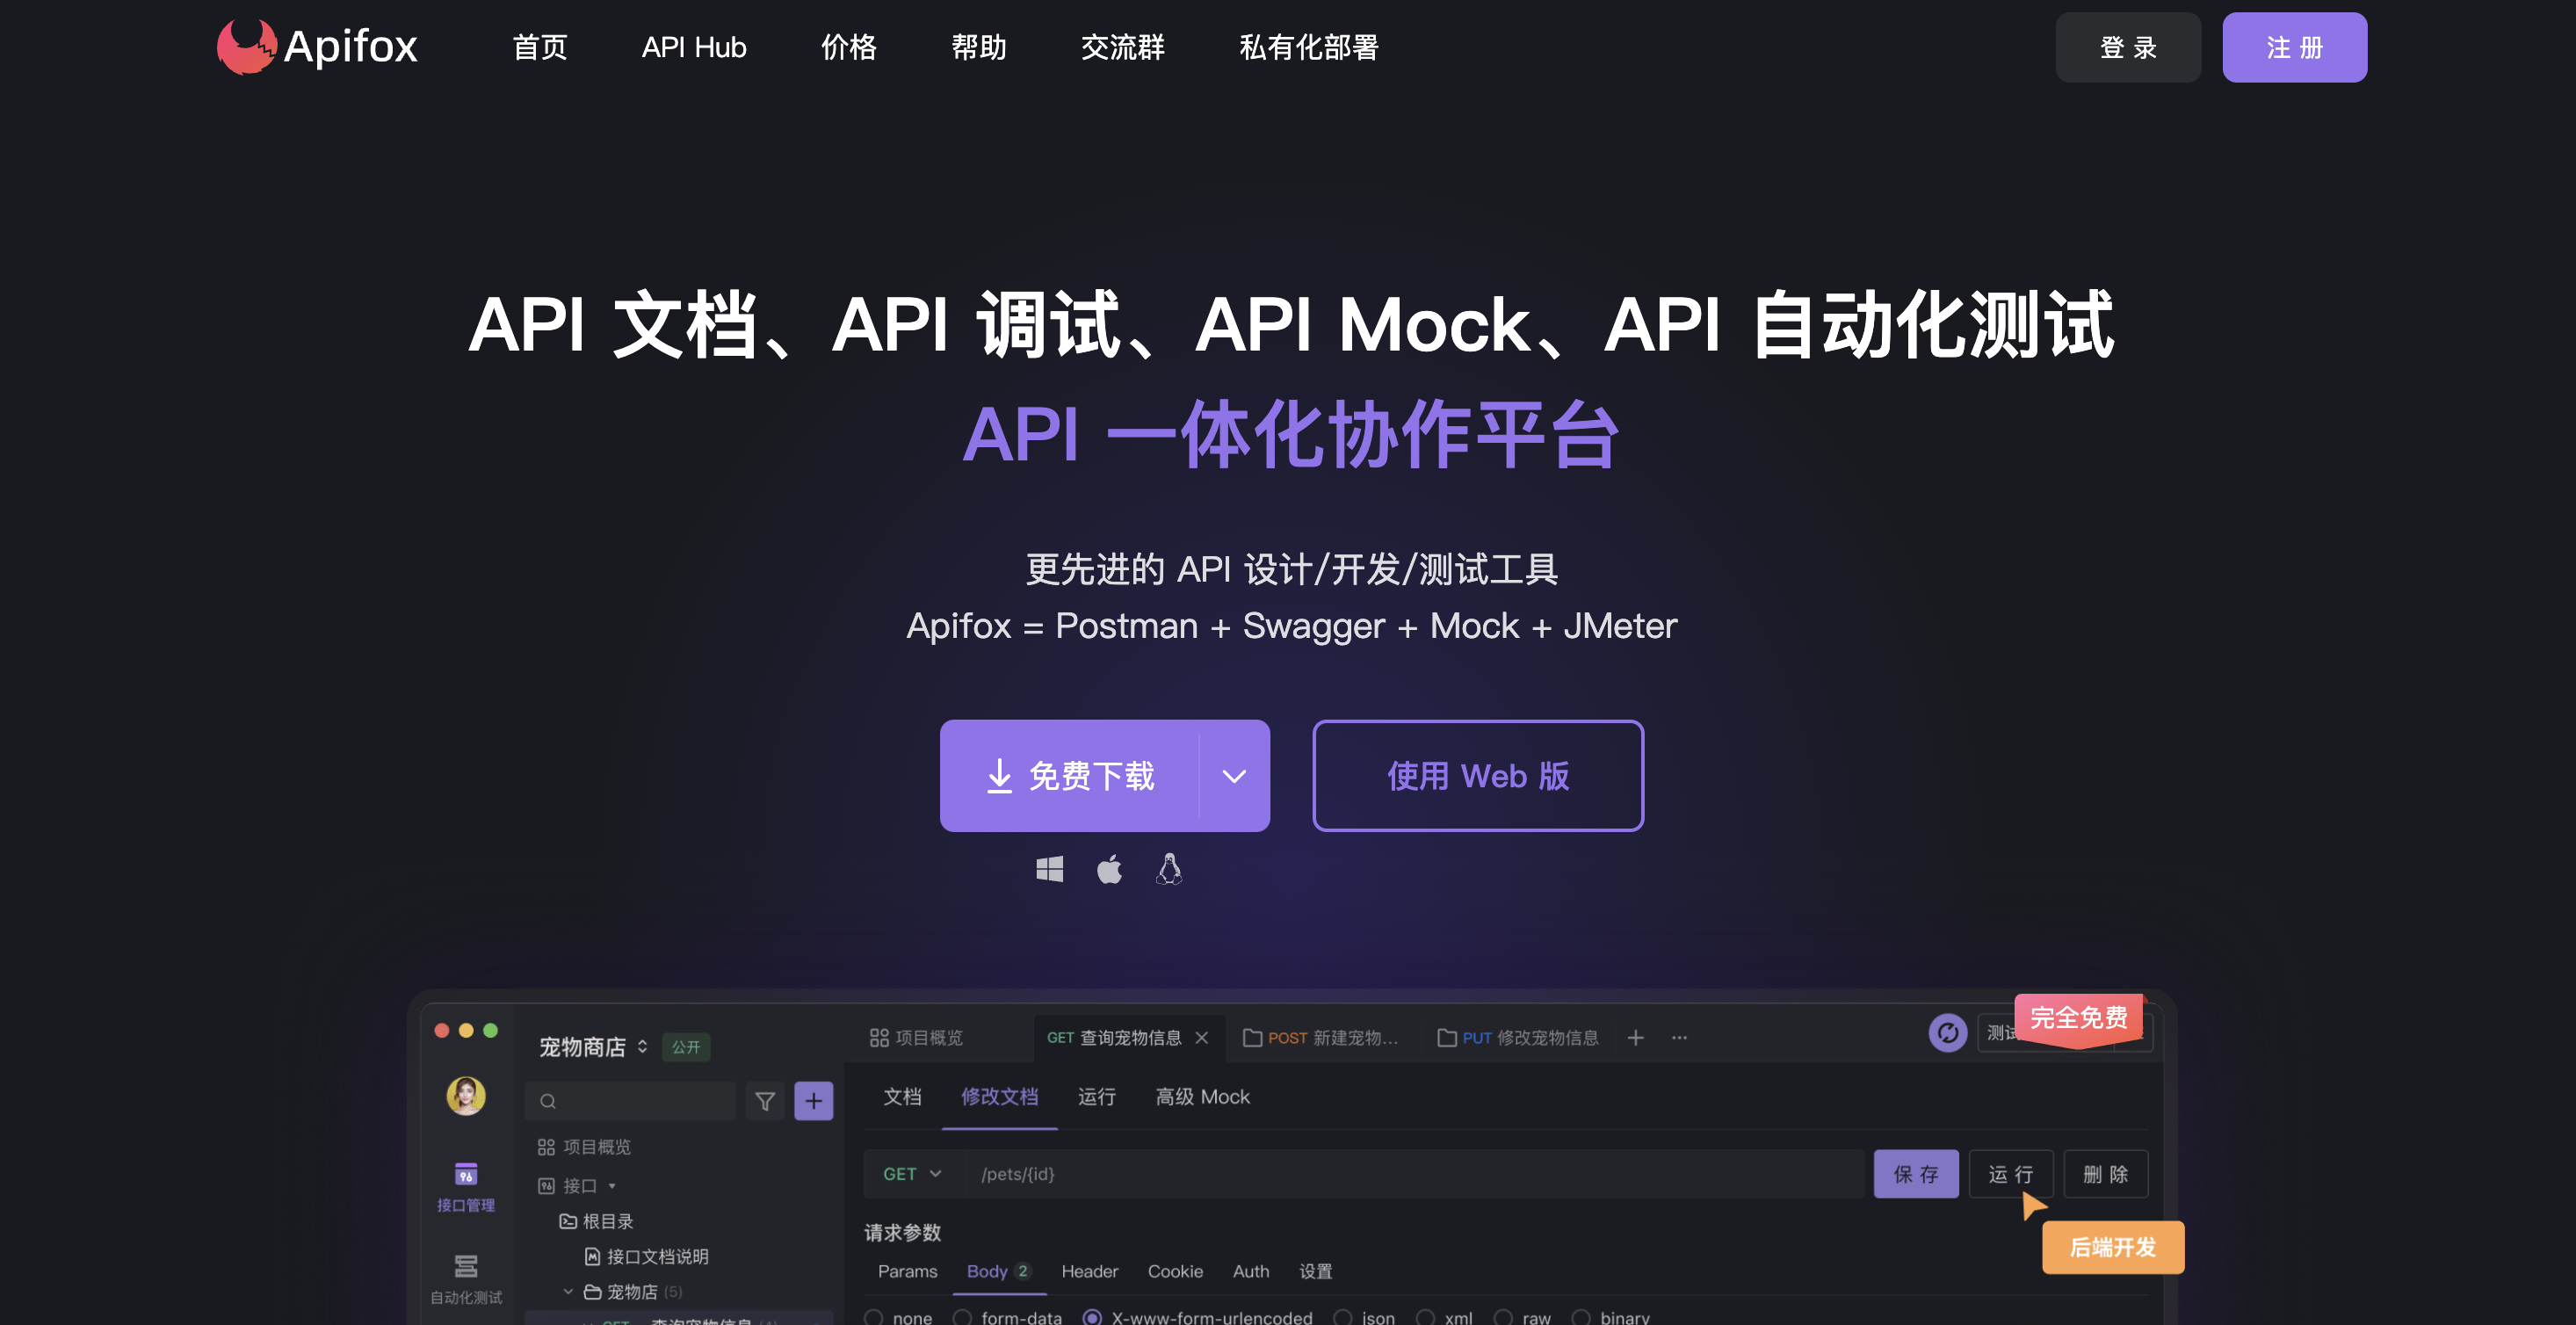 Apifox 首页 API Hub 价格 帮助 交流群 私有化部署 登 录 注 册
API 文档、API 调试、API Mock、API 自动化测试
API 一体化协作平台
更先进的 API 设计/开发/测试工具
Apifox = Postman + Swagger + Mock + JMeter
免费下载 使用 Web 版
完全免费
宠物商店 公开
项目概览 GET 查询宠物信息 POST 新建宠物... PUT 修改宠物信息
文档 修改文档 运行 高级 Mock
项目概览
接口
接口管理
根目录
接口文档说明
宠物店 (5)
自动化测试
GET /pets/{id} 保 存 运 行 删 除
后端开发
请求参数
Params Body 2 Header Cookie Auth 设置
none form-data X-www-form-urlencoded json xml raw binary